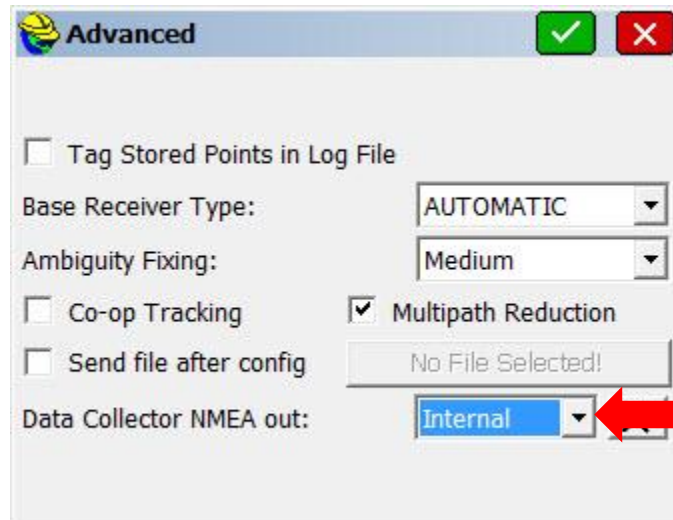 Advanced
Tag Stored Points in Log File
Base Receiver Type: AUTOMATIC
Ambiguity Fixing: Medium
Co-op Tracking Multipath Reduction
Send file after config No File Selected!
Data Collector NMEA out: Internal